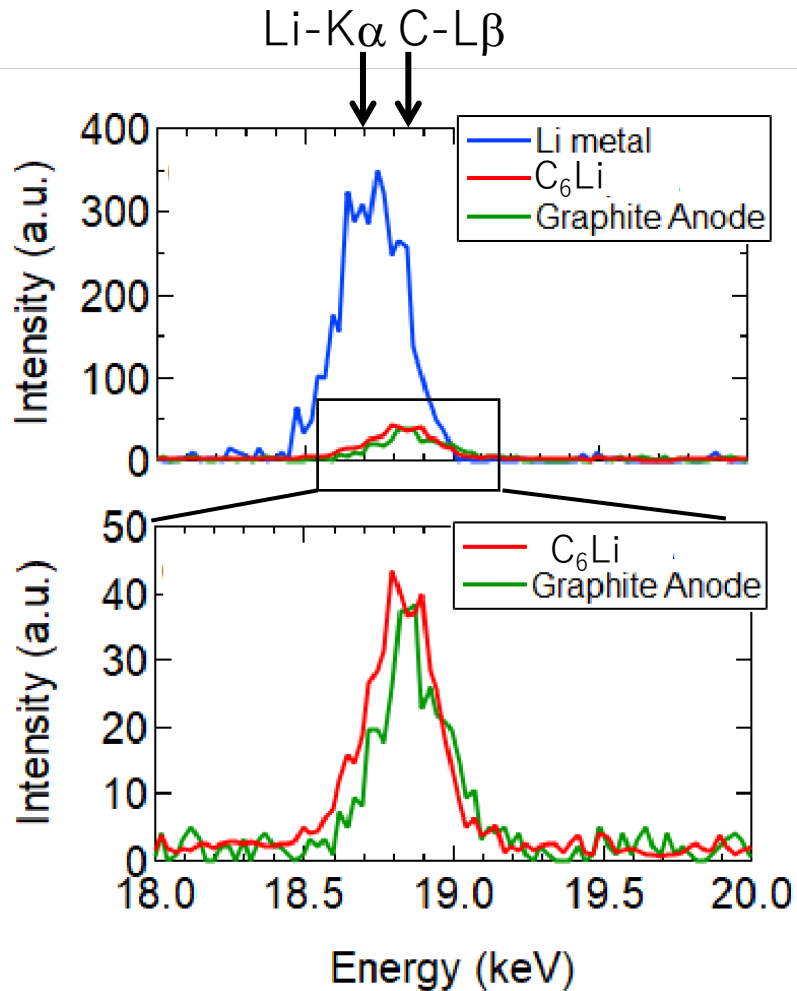 Li-Kα C-Lβ
400
300
200
100
0
Intensity (a.u.)
Li metal
C₆Li
Graphite Anode
50
40
30
20
10
0
Intensity (a.u.)
C₆Li
Graphite Anode
18.0 18.5 19.0 19.5 20.0
Energy (keV)